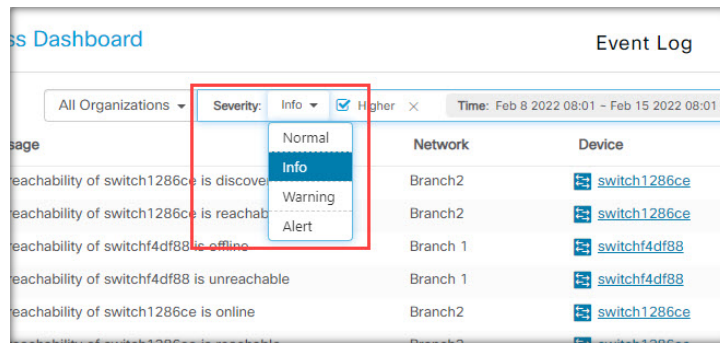 ss Dashboard
Event Log
All Organizations Severity: Info Higher × Time: Feb 8 2022 08:01 - Feb 15 2022 08:01
Normal
Info
Warning
Alert
sage Network Device
reachability of switch1286ce is discove Branch2 switch1286ce
reachability of switch1286ce is reachab Branch2 switch1286ce
reachability of switchf4df88 is offline Branch 1 switchf4df88
reachability of switchf4df88 is unreachable Branch 1 switchf4df88
reachability of switch1286ce is online Branch2 switch1286ce